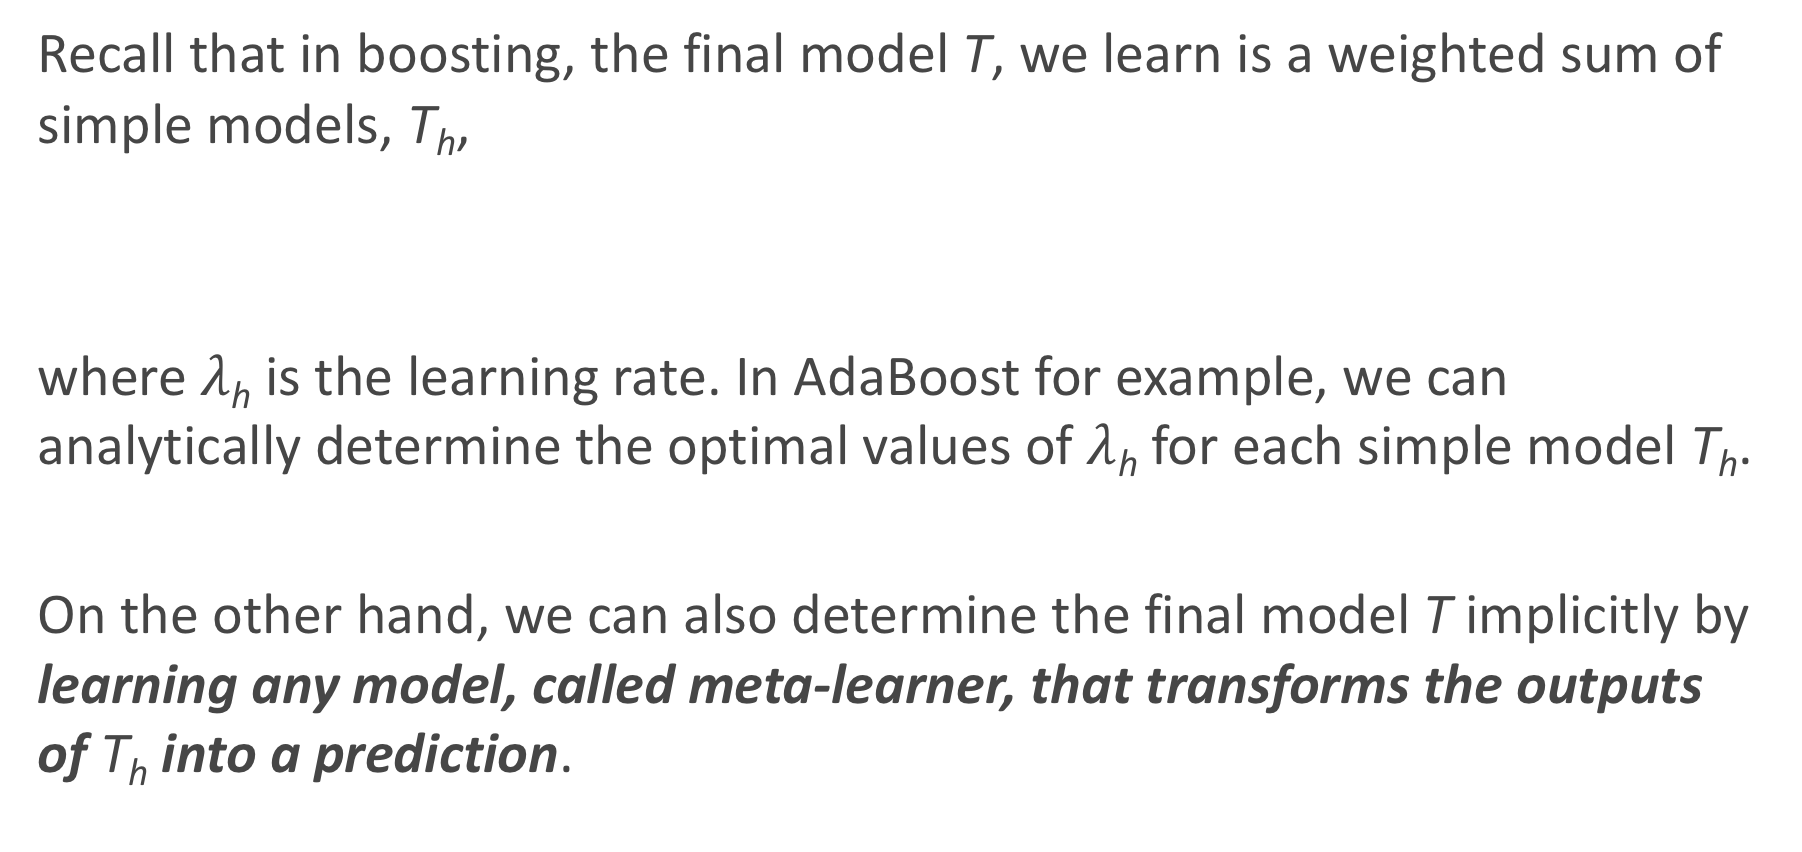 Recall that in boosting, the final model T, we learn is a weighted sum of
simple models, Tₕ,
where λₕ is the learning rate. In AdaBoost for example, we can
analytically determine the optimal values of λₕ for each simple model Tₕ.
On the other hand, we can also determine the final model T implicitly by
learning any model, called meta-learner, that transforms the outputs
of Tₕ into a prediction.